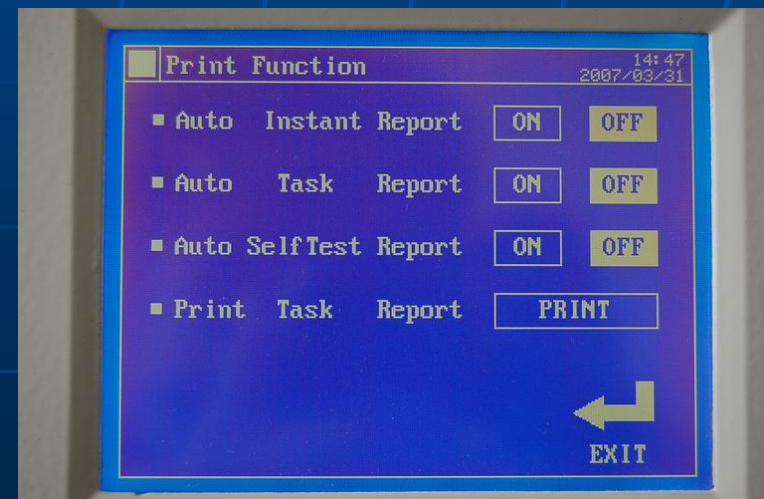 Print Function
14:47
2007/03/31
Auto Instant Report ON OFF
Auto Task Report ON OFF
Auto SelfTest Report ON OFF
Print Task Report PRINT
EXIT